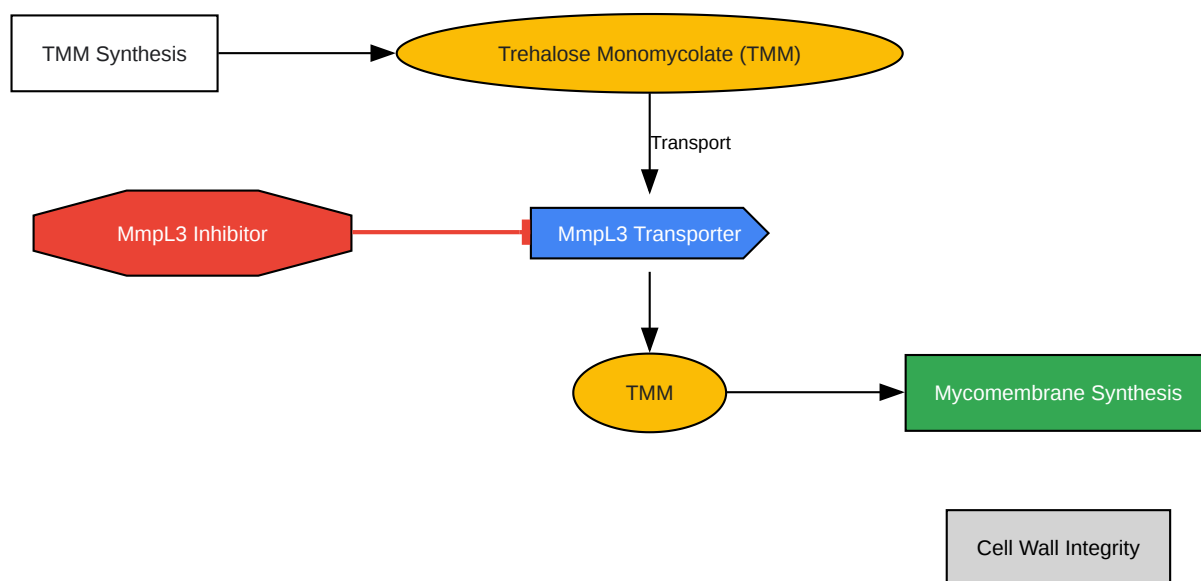 TMM Synthesis
Trehalose Monomycolate (TMM)
Transport
MmpL3 Inhibitor
MmpL3 Transporter
TMM
Mycomembrane Synthesis
Cell Wall Integrity